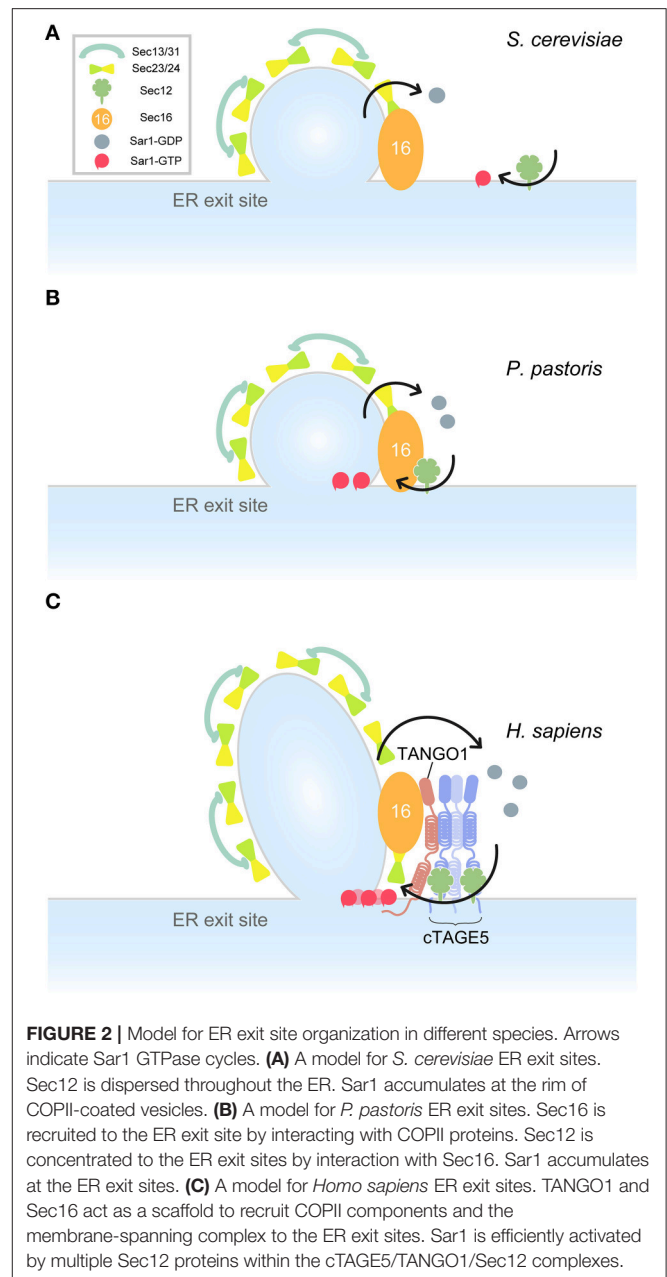 A
S. cerevisiae
Sec13/31
Sec23/24
Sec12
16 Sec16
Sar1-GDP
Sar1-GTP
16
ER exit site
B
P. pastoris
16
ER exit site
C
H. sapiens
TANGO1
16
ER exit site
cTAGE5
FIGURE 2 | Model for ER exit site organization in different species. Arrows
indicate Sar1 GTPase cycles. (A) A model for S. cerevisiae ER exit sites.
Sec12 is dispersed throughout the ER. Sar1 accumulates at the rim of
COPII-coated vesicles. (B) A model for P. pastoris ER exit sites. Sec16 is
recruited to the ER exit site by interacting with COPII proteins. Sec12 is
concentrated to the ER exit sites by interaction with Sec16. Sar1 accumulates
at the ER exit sites. (C) A model for Homo sapiens ER exit sites. TANGO1 and
Sec16 act as a scaffold to recruit COPII components and the
membrane-spanning complex to the ER exit sites. Sar1 is efficiently activated
by multiple Sec12 proteins within the cTAGE5/TANGO1/Sec12 complexes.